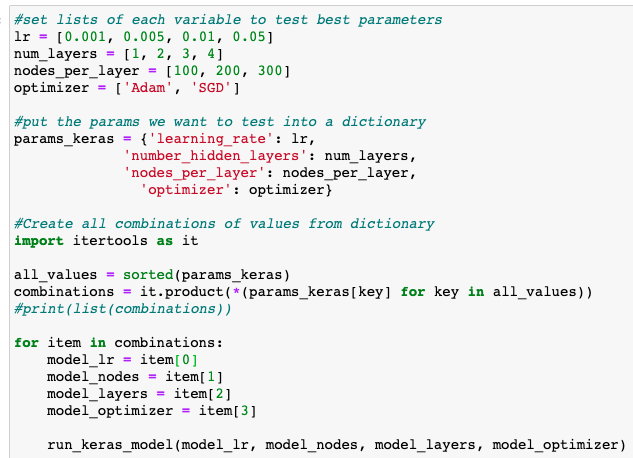 #set lists of each variable to test best parameters
lr = [0.001, 0.005, 0.01, 0.05]
num_layers = [1, 2, 3, 4]
nodes_per_layer = [100, 200, 300]
optimizer = ['Adam', 'SGD']

#put the params we want to test into a dictionary
params_keras = {'learning_rate': lr,
             'number_hidden_layers': num_layers,
             'nodes_per_layer': nodes_per_layer,
               'optimizer': optimizer}

#Create all combinations of values from dictionary
import itertools as it

all_values = sorted(params_keras)
combinations = it.product(*(params_keras[key] for key in all_values))
#print(list(combinations))

for item in combinations:
    model_lr = item[0]
    model_nodes = item[1]
    model_layers = item[2]
    model_optimizer = item[3]

    run_keras_model(model_lr, model_nodes, model_layers, model_optimizer)